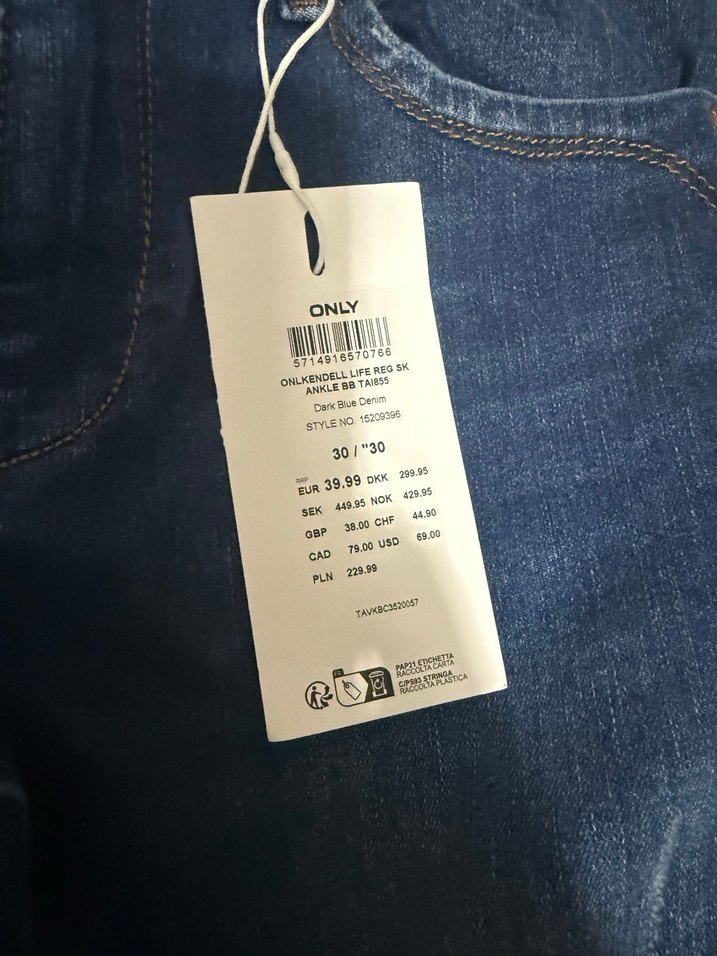 ONLY
5714916570766
ONLKENDELL LIFE REG SK
ANKLE BB TAI855
Dark Blue Denim
STYLE NO. 15209396
30 / "30
RRP
EUR 39.99 DKK 299.95
SEK 449.95 NOK 429.95
GBP 38.00 CHF 44.90
CAD 79.00 USD 69.00
PLN 229.99
TAVKBC3520057
FR
PAP21 ETICHETTA
RACCOLTA CARTA
C/PS93 STRINGA
RACCOLTA PLASTICA